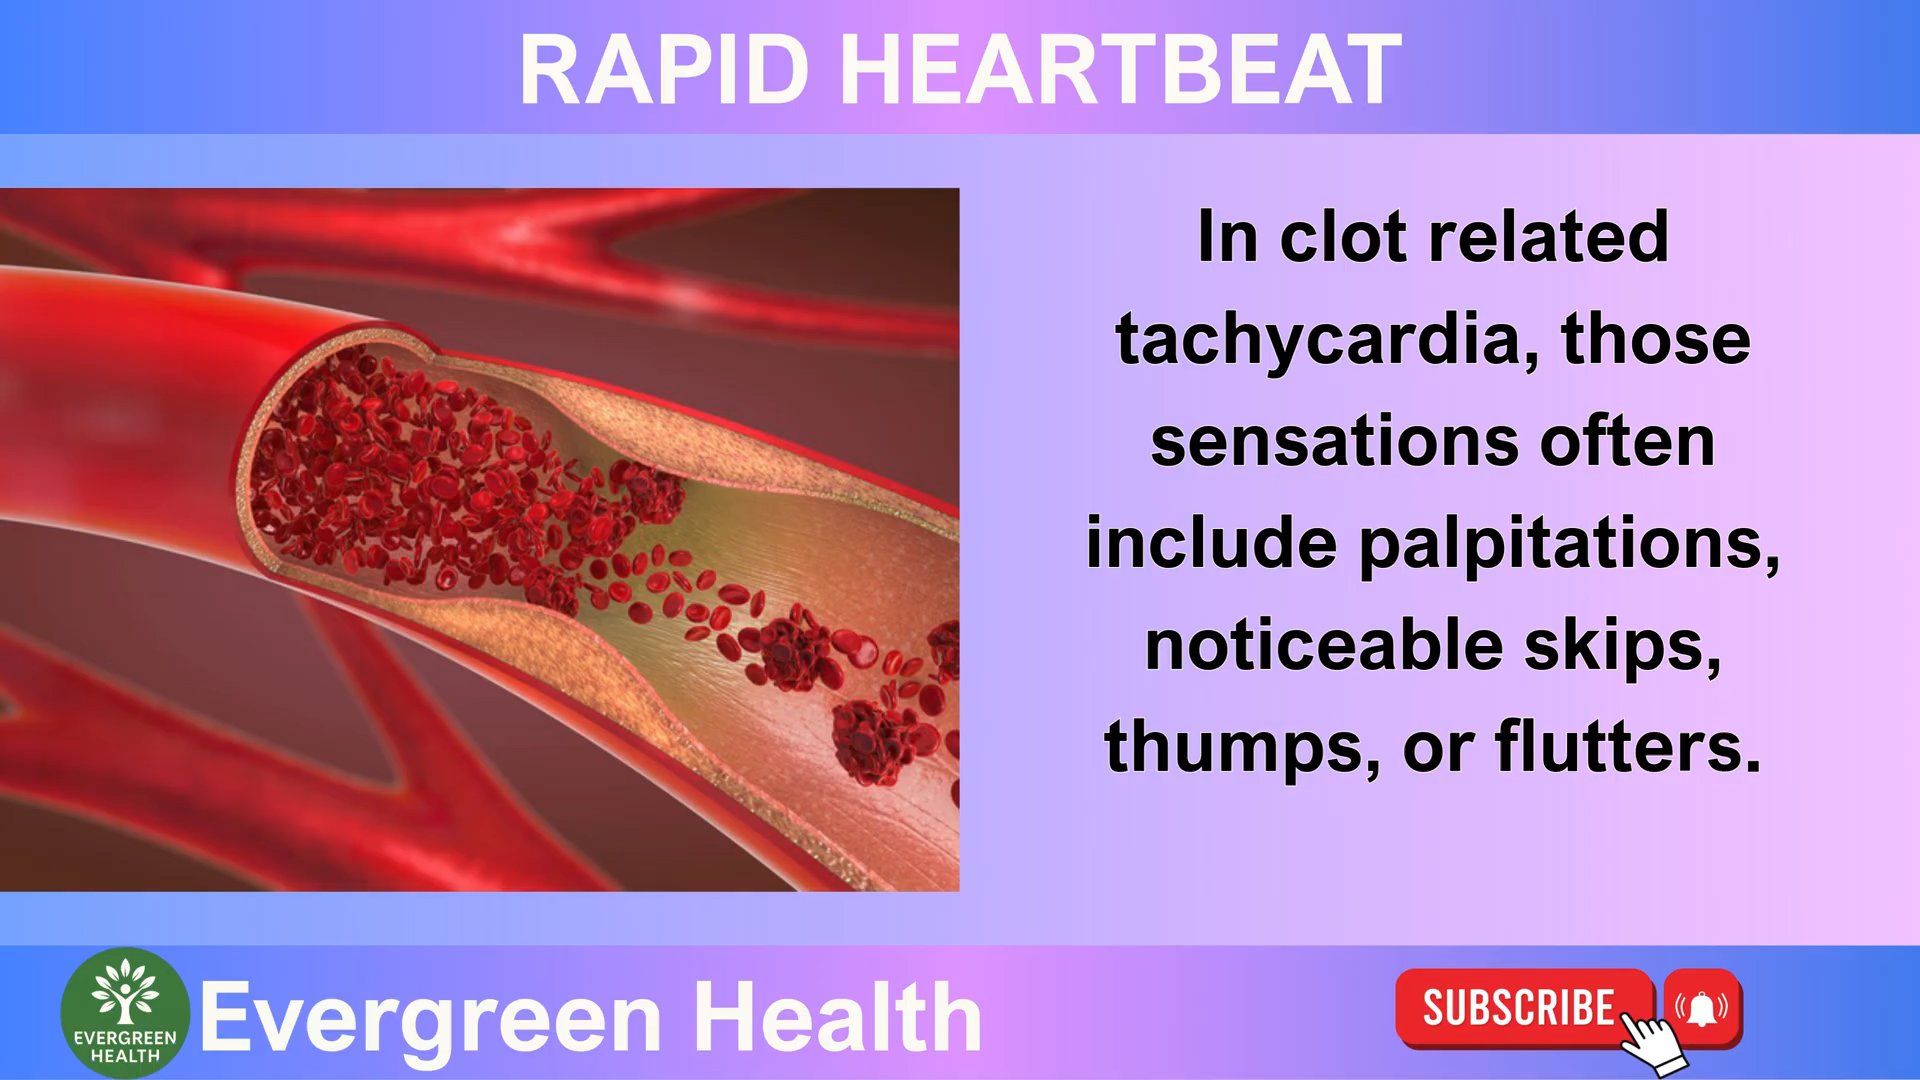 RAPID HEARTBEAT
In clot related
tachycardia, those
sensations often
include palpitations,
noticeable skips,
thumps, or flutters.
EVERGREEN
HEALTH
Evergreen Health
SUBSCRIBE